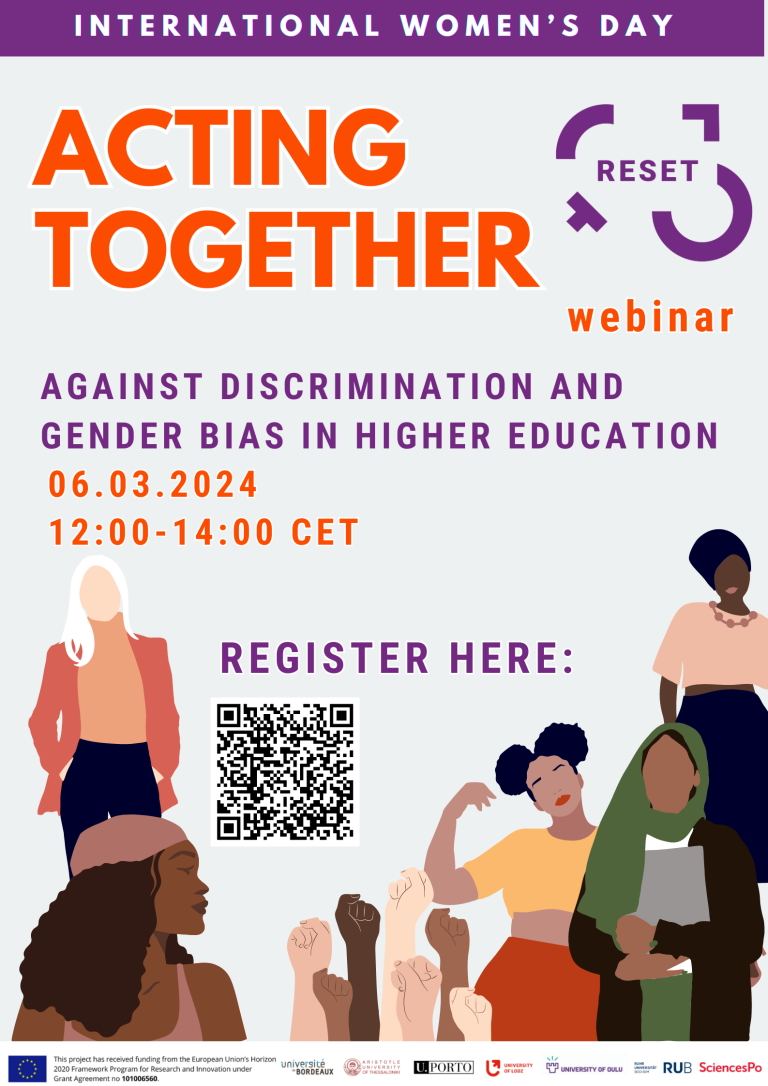 INTERNATIONAL WOMEN'S DAY
ACTING
TOGETHER
RESET
webinar
AGAINST DISCRIMINATION AND
GENDER BIAS IN HIGHER EDUCATION
06.03.2024
12:00-14:00 CET
REGISTER HERE:
This project has received funding from the European Union's Horizon
2020 Framework Program for Research and Innovation under
Grant Agreement no 101006560.
université
de BORDEAUX
ARISTOTLE
UNIVERSITY
OF THESSALONIKI
U.PORTO
UNIVERSITY
OF LODZ
UNIVERSITY OF OULU
RUHR
UNIVERSITÄT
BOCHUM
RUB
SciencesPo